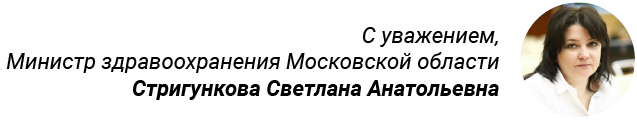 С уважением,
Министр здравоохранения Московской области
Стригункова Светлана Анатольевна